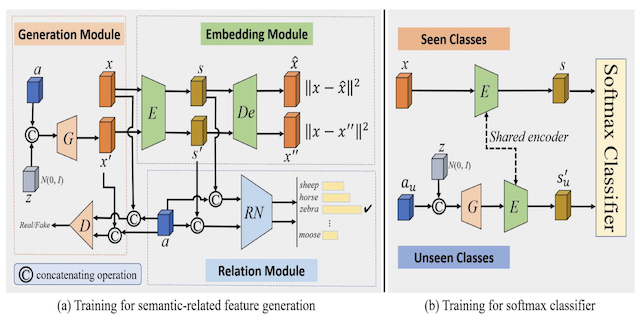 Generation Module
Embedding Module
a
x
s
x̂
‖x − x̂‖²
C
G
E
De
‖x − x''‖²
x'
s'
x''
N(0, I)
z
sheep
horse
zebra
⋮
moose
RN
Real/Fake
D
C
C
C
a
C concatenating operation
Relation Module
(a) Training for semantic-related feature generation
Seen Classes
x
s
E
Shared encoder
Softmax Classifier
z
N(0, I)
a_u
C
G
E
s'_u
Unseen Classes
(b) Training for softmax classifier